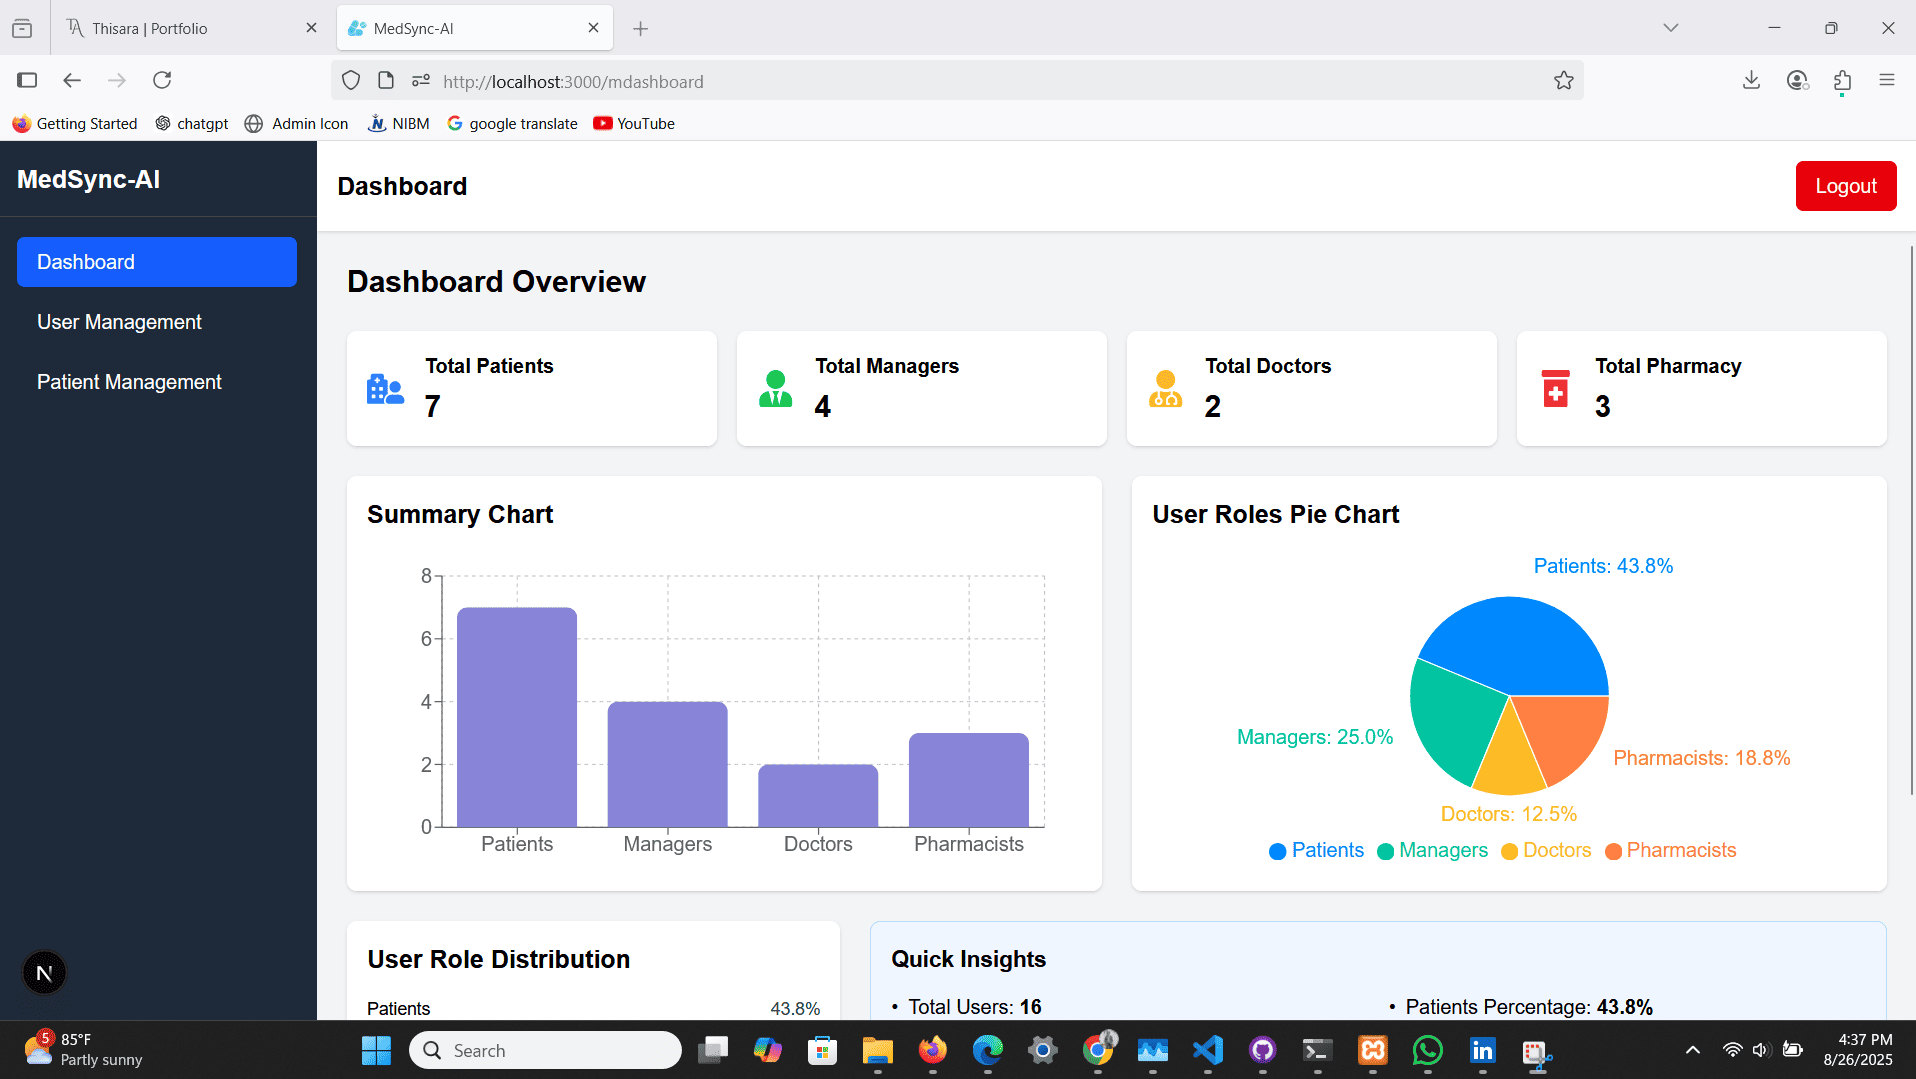 Thisara | Portfolio
MedSync-AI
http://localhost:3000/mdashboard
Getting Started
chatgpt
Admin Icon
NIBM
google translate
YouTube
MedSync-AI
Dashboard
Logout
Dashboard
User Management
Patient Management
Dashboard Overview
Total Patients
7
Total Managers
4
Total Doctors
2
Total Pharmacy
3
Summary Chart
8
6
4
2
0
Patients
Managers
Doctors
Pharmacists
User Roles Pie Chart
Patients: 43.8%
Managers: 25.0%
Pharmacists: 18.8%
Doctors: 12.5%
Patients
Managers
Doctors
Pharmacists
User Role Distribution
Patients
43.8%
Quick Insights
• Total Users: 16
• Patients Percentage: 43.8%
N
5
85°F
Partly sunny
Search
in
4:37 PM
8/26/2025